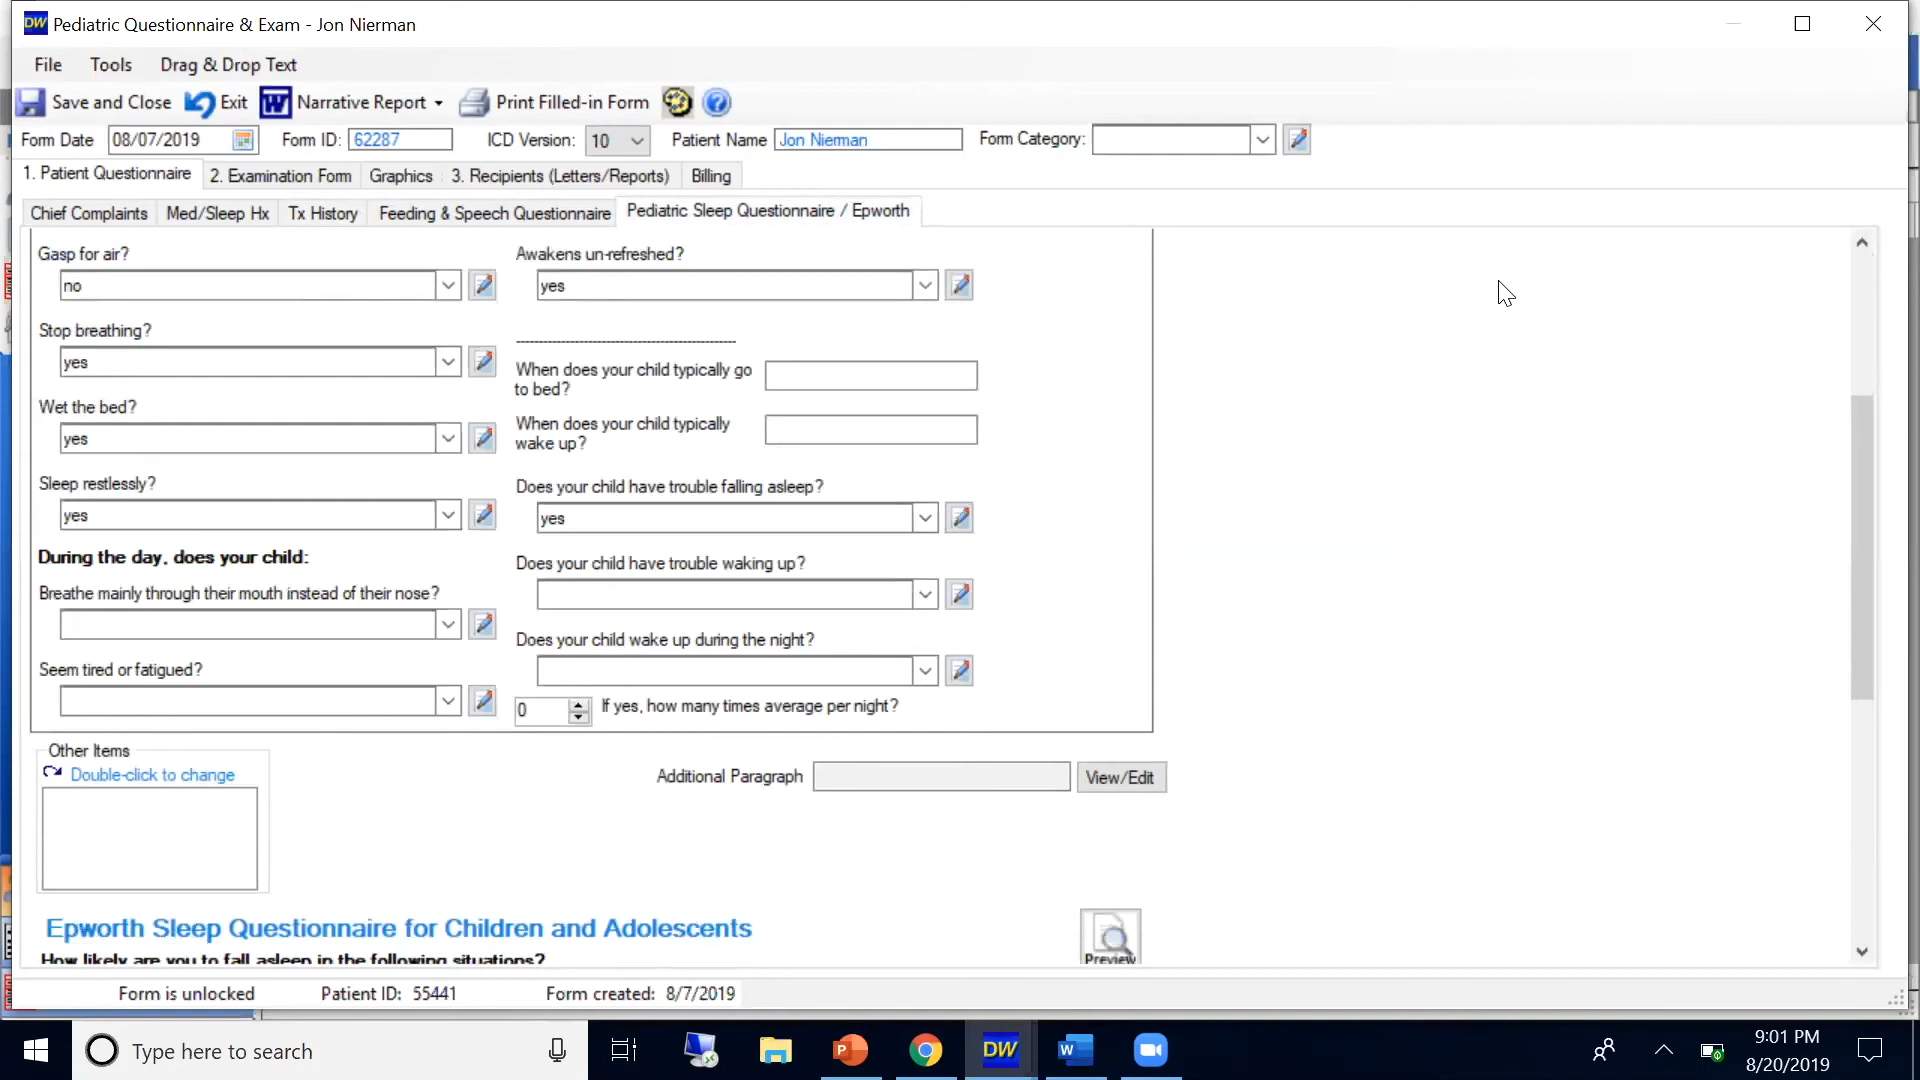 DW Pediatric Questionnaire & Exam - Jon Nierman
File Tools Drag & Drop Text
Save and Close Exit W Narrative Report Print Filled-in Form ?
Form Date 08/07/2019 Form ID: 62287 ICD Version: 10 Patient Name Jon Nierman Form Category:
1. Patient Questionnaire 2. Examination Form Graphics 3. Recipients (Letters/Reports) Billing
Chief Complaints Med/Sleep Hx Tx History Feeding & Speech Questionnaire Pediatric Sleep Questionnaire / Epworth
Gasp for air?
no
Stop breathing?
yes
Wet the bed?
yes
Sleep restlessly?
yes
During the day, does your child:
Breathe mainly through their mouth instead of their nose?
Seem tired or fatigued?
Awakens un-refreshed?
yes
------------------------------------------------
When does your child typically go
to bed?
When does your child typically
wake up?
Does your child have trouble falling asleep?
yes
Does your child have trouble waking up?
Does your child wake up during the night?
0 If yes, how many times average per night?
Other Items
Double-click to change
Additional Paragraph View/Edit
Epworth Sleep Questionnaire for Children and Adolescents
How likely are you to fall asleep in the following situations?
Preview
Form is unlocked Patient ID: 55441 Form created: 8/7/2019
Type here to search
P DW W
9:01 PM
8/20/2019